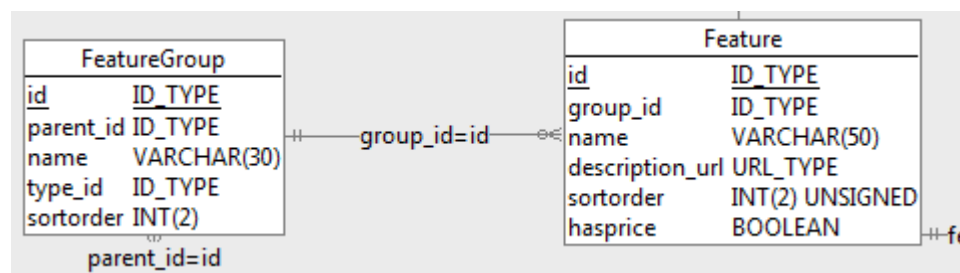 FeatureGroup
id ID_TYPE
parent_id ID_TYPE
name VARCHAR(30)
type_id ID_TYPE
sortorder INT(2)
parent_id=id
group_id=id
Feature
id ID_TYPE
group_id ID_TYPE
name VARCHAR(50)
description_url URL_TYPE
sortorder INT(2) UNSIGNED
hasprice BOOLEAN